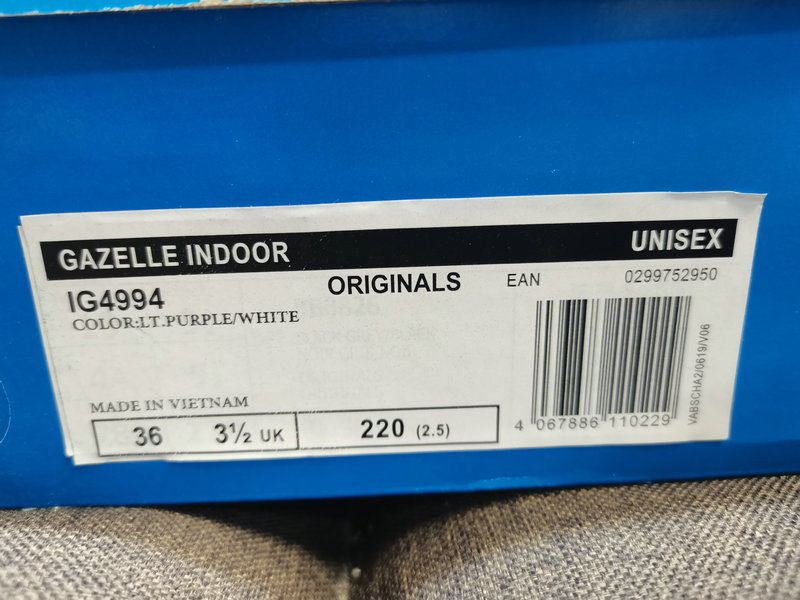 GAZELLE INDOOR UNISEX
IG4994 ORIGINALS EAN 0299752950
COLOR:LT.PURPLE/WHITE
MADE IN VIETNAM
36 3½ UK 220 (2.5)
4 067886 110229
VABSCHA2/0619/V06